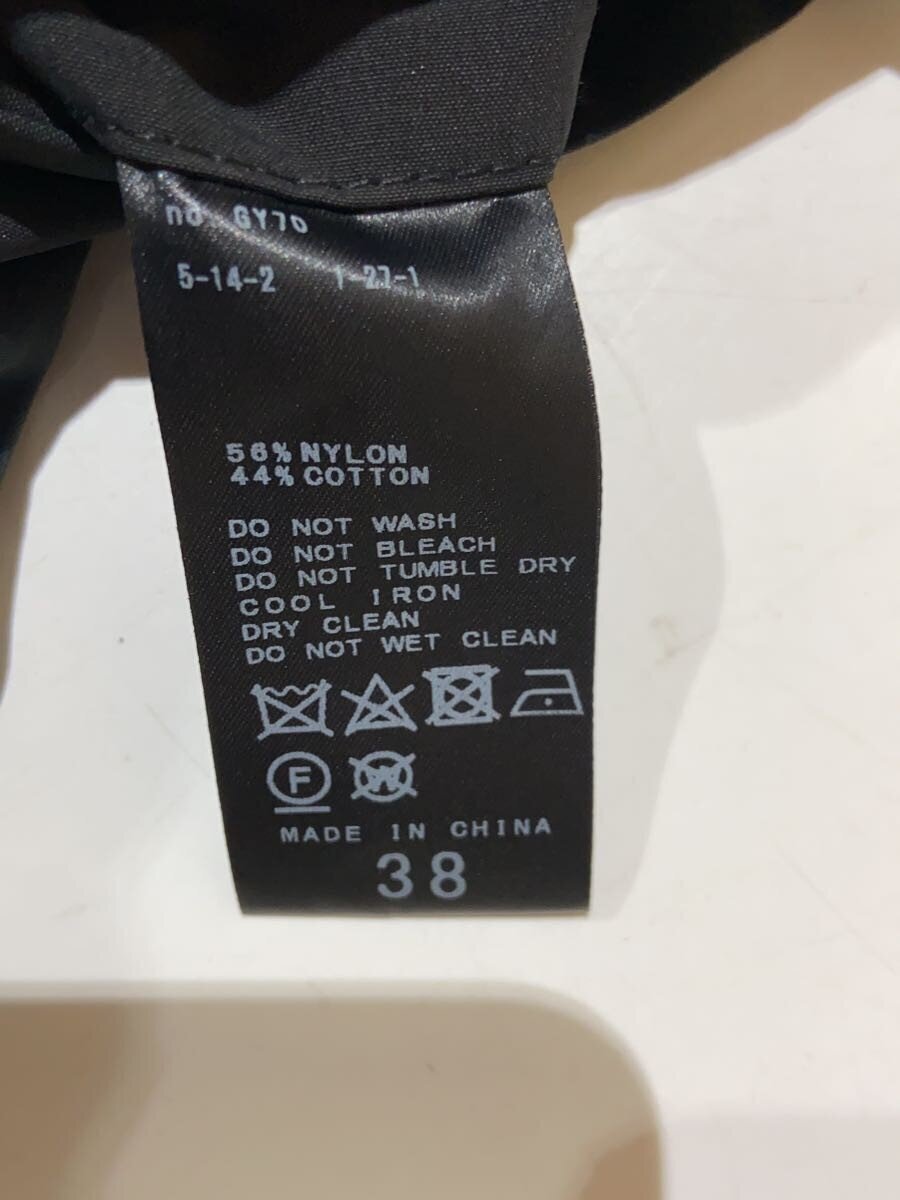 no GY70
5-14-2 1-27-1
56% NYLON
44% COTTON
DO NOT WASH
DO NOT BLEACH
DO NOT TUMBLE DRY
COOL IRON
DRY CLEAN
DO NOT WET CLEAN
F W
MADE IN CHINA
38